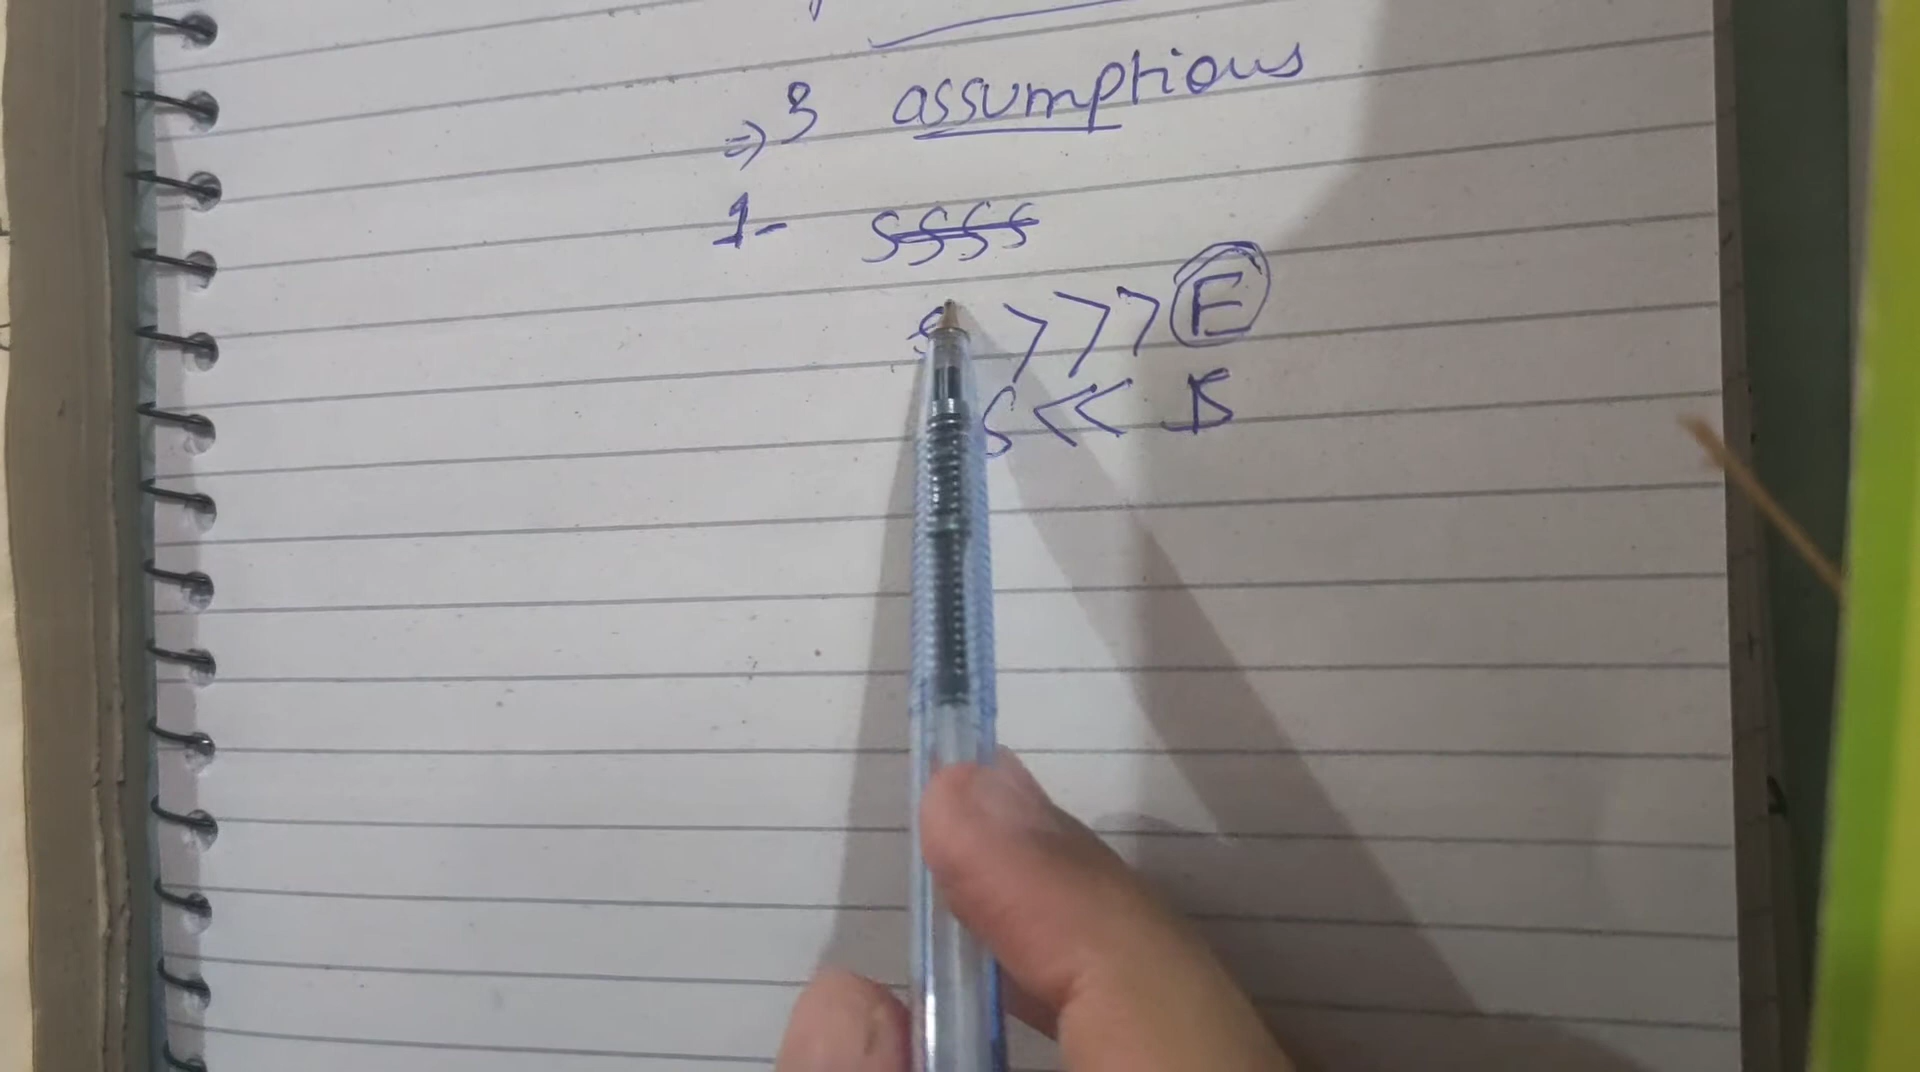 => 3 assumptions
1- SSSS
S >>> E
S << S